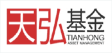 天弘基金
TIANHONG
ASSET MANAGEMENT